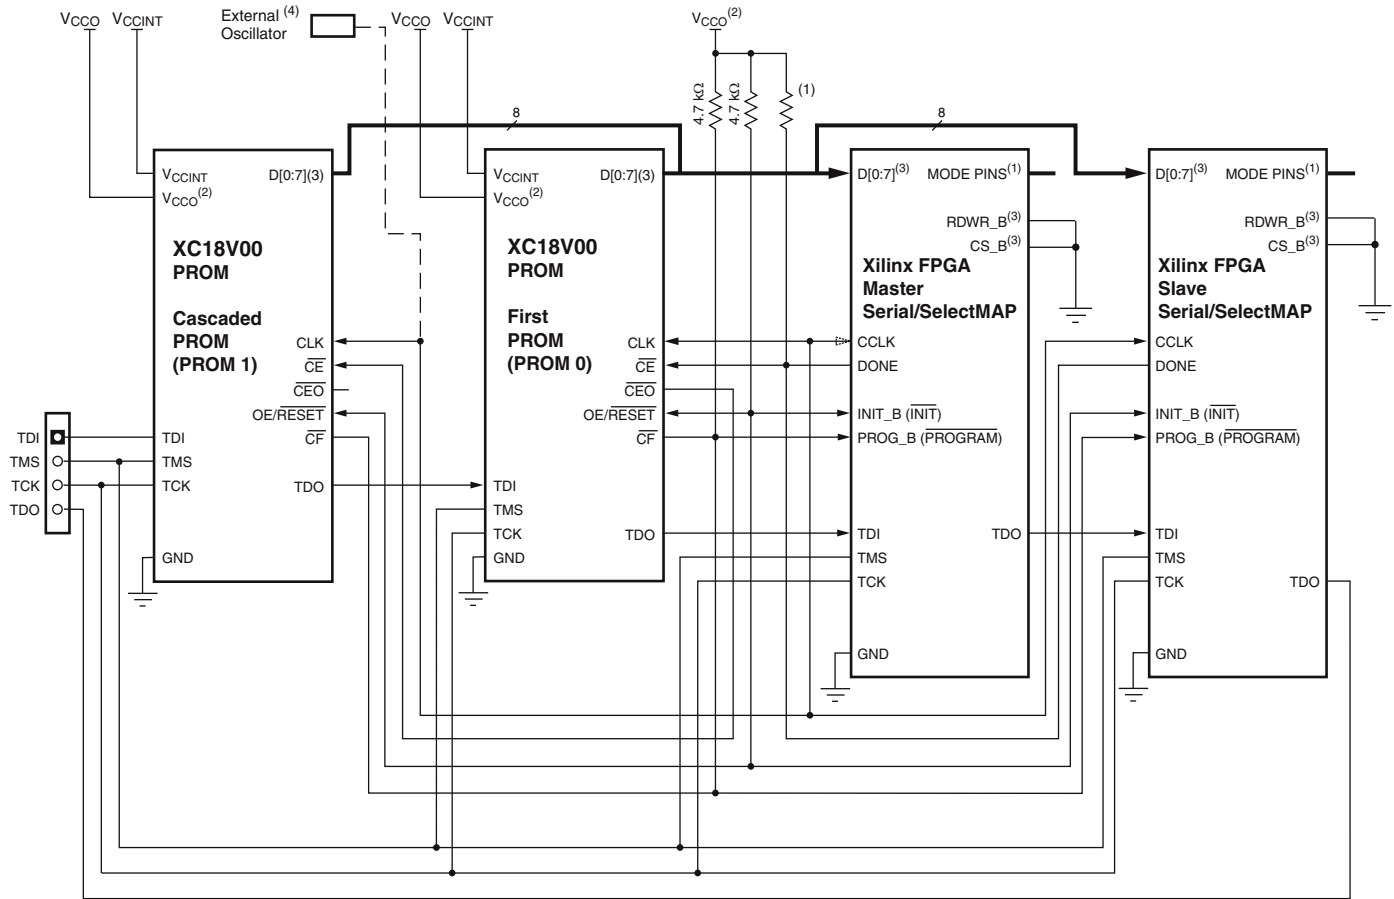 VCCO VCCINT
External (4)
Oscillator
VCCO VCCINT
VCCO(2)
4.7 kΩ
4.7 kΩ
(1)
8
8
VCCINT
VCCO(2)
D[0:7](3)
XC18V00
PROM
Cascaded
PROM
(PROM 1)
CLK
CE
CEO
OE/RESET
CF
TDI
TMS
TCK
TDO
GND
VCCINT
VCCO(2)
D[0:7](3)
XC18V00
PROM
First
PROM
(PROM 0)
CLK
CE
CEO
OE/RESET
CF
TDI
TMS
TCK
TDO
GND
D[0:7](3)
MODE PINS(1)
RDWR_B(3)
CS_B(3)
Xilinx FPGA
Master
Serial/SelectMAP
CCLK
DONE
INIT_B (INIT)
PROG_B (PROGRAM)
TDI
TMS
TCK
TDO
GND
D[0:7](3)
MODE PINS(1)
RDWR_B(3)
CS_B(3)
Xilinx FPGA
Slave
Serial/SelectMAP
CCLK
DONE
INIT_B (INIT)
PROG_B (PROGRAM)
TDI
TMS
TCK
TDO
GND
TDI
TMS
TCK
TDO